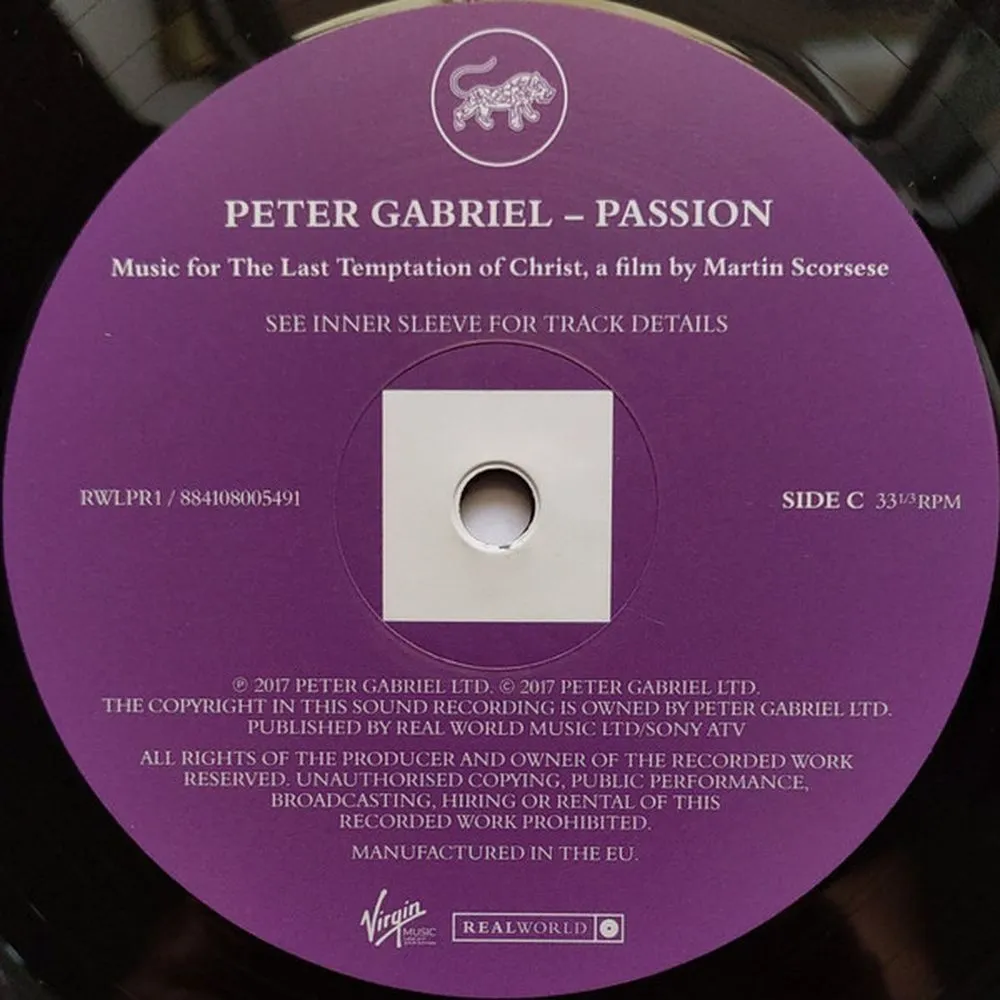 PETER GABRIEL – PASSION
Music for The Last Temptation of Christ, a film by Martin Scorsese
SEE INNER SLEEVE FOR TRACK DETAILS
RWLPR1 / 884108005491
SIDE C 33 1/3 RPM
℗ 2017 PETER GABRIEL LTD. © 2017 PETER GABRIEL LTD.
THE COPYRIGHT IN THIS SOUND RECORDING IS OWNED BY PETER GABRIEL LTD.
PUBLISHED BY REAL WORLD MUSIC LTD/SONY ATV
ALL RIGHTS OF THE PRODUCER AND OWNER OF THE RECORDED WORK
RESERVED. UNAUTHORISED COPYING, PUBLIC PERFORMANCE,
BROADCASTING, HIRING OR RENTAL OF THIS
RECORDED WORK PROHIBITED.
MANUFACTURED IN THE EU.
Virgin
MUSIC
REALWORLD